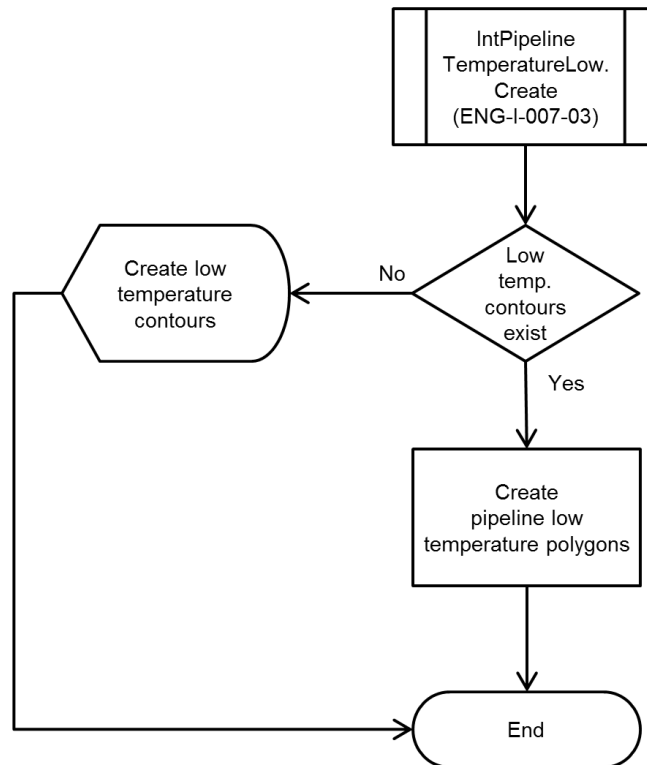 IntPipeline
TemperatureLow.
Create
(ENG-I-007-03)
Low
temp.
contours
exist
No
Create low
temperature
contours
Yes
Create
pipeline low
temperature polygons
End